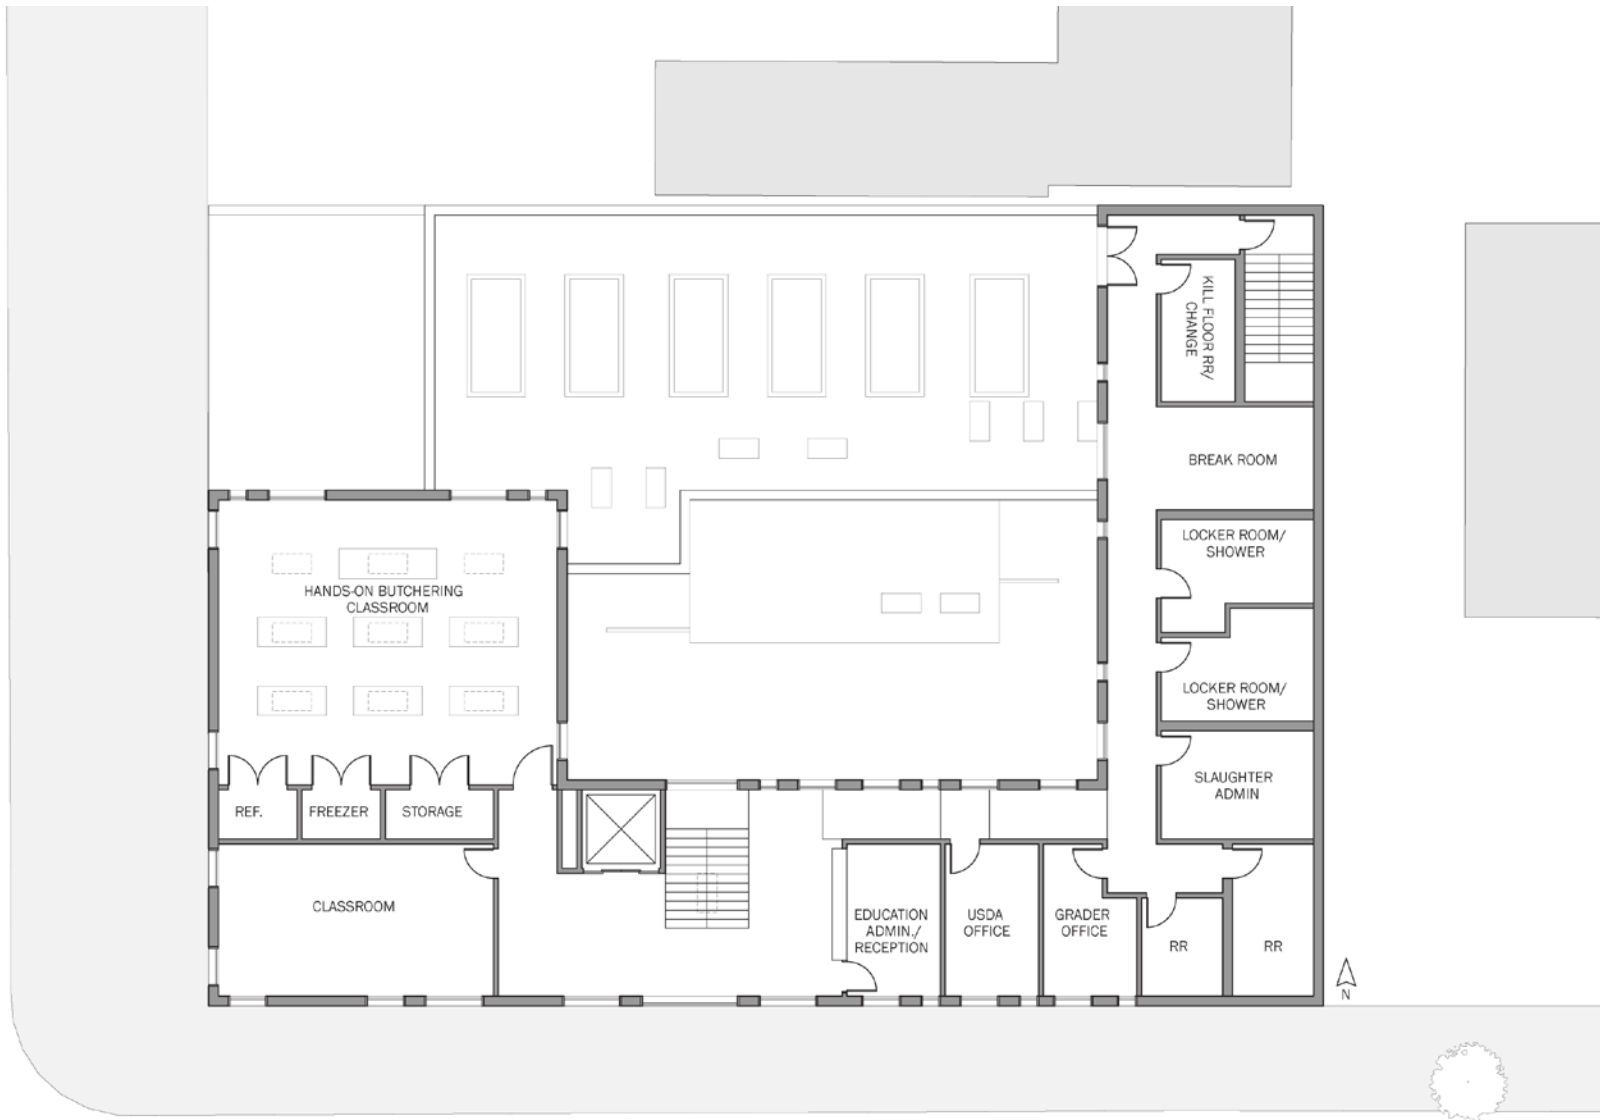 KILL FLOOR RR/
CHANGE
BREAK ROOM
LOCKER ROOM/
SHOWER
HANDS-ON BUTCHERING
CLASSROOM
LOCKER ROOM/
SHOWER
SLAUGHTER
ADMIN
REF.
FREEZER
STORAGE
CLASSROOM
EDUCATION
ADMIN./
RECEPTION
USDA
OFFICE
GRADER
OFFICE
RR
RR
N